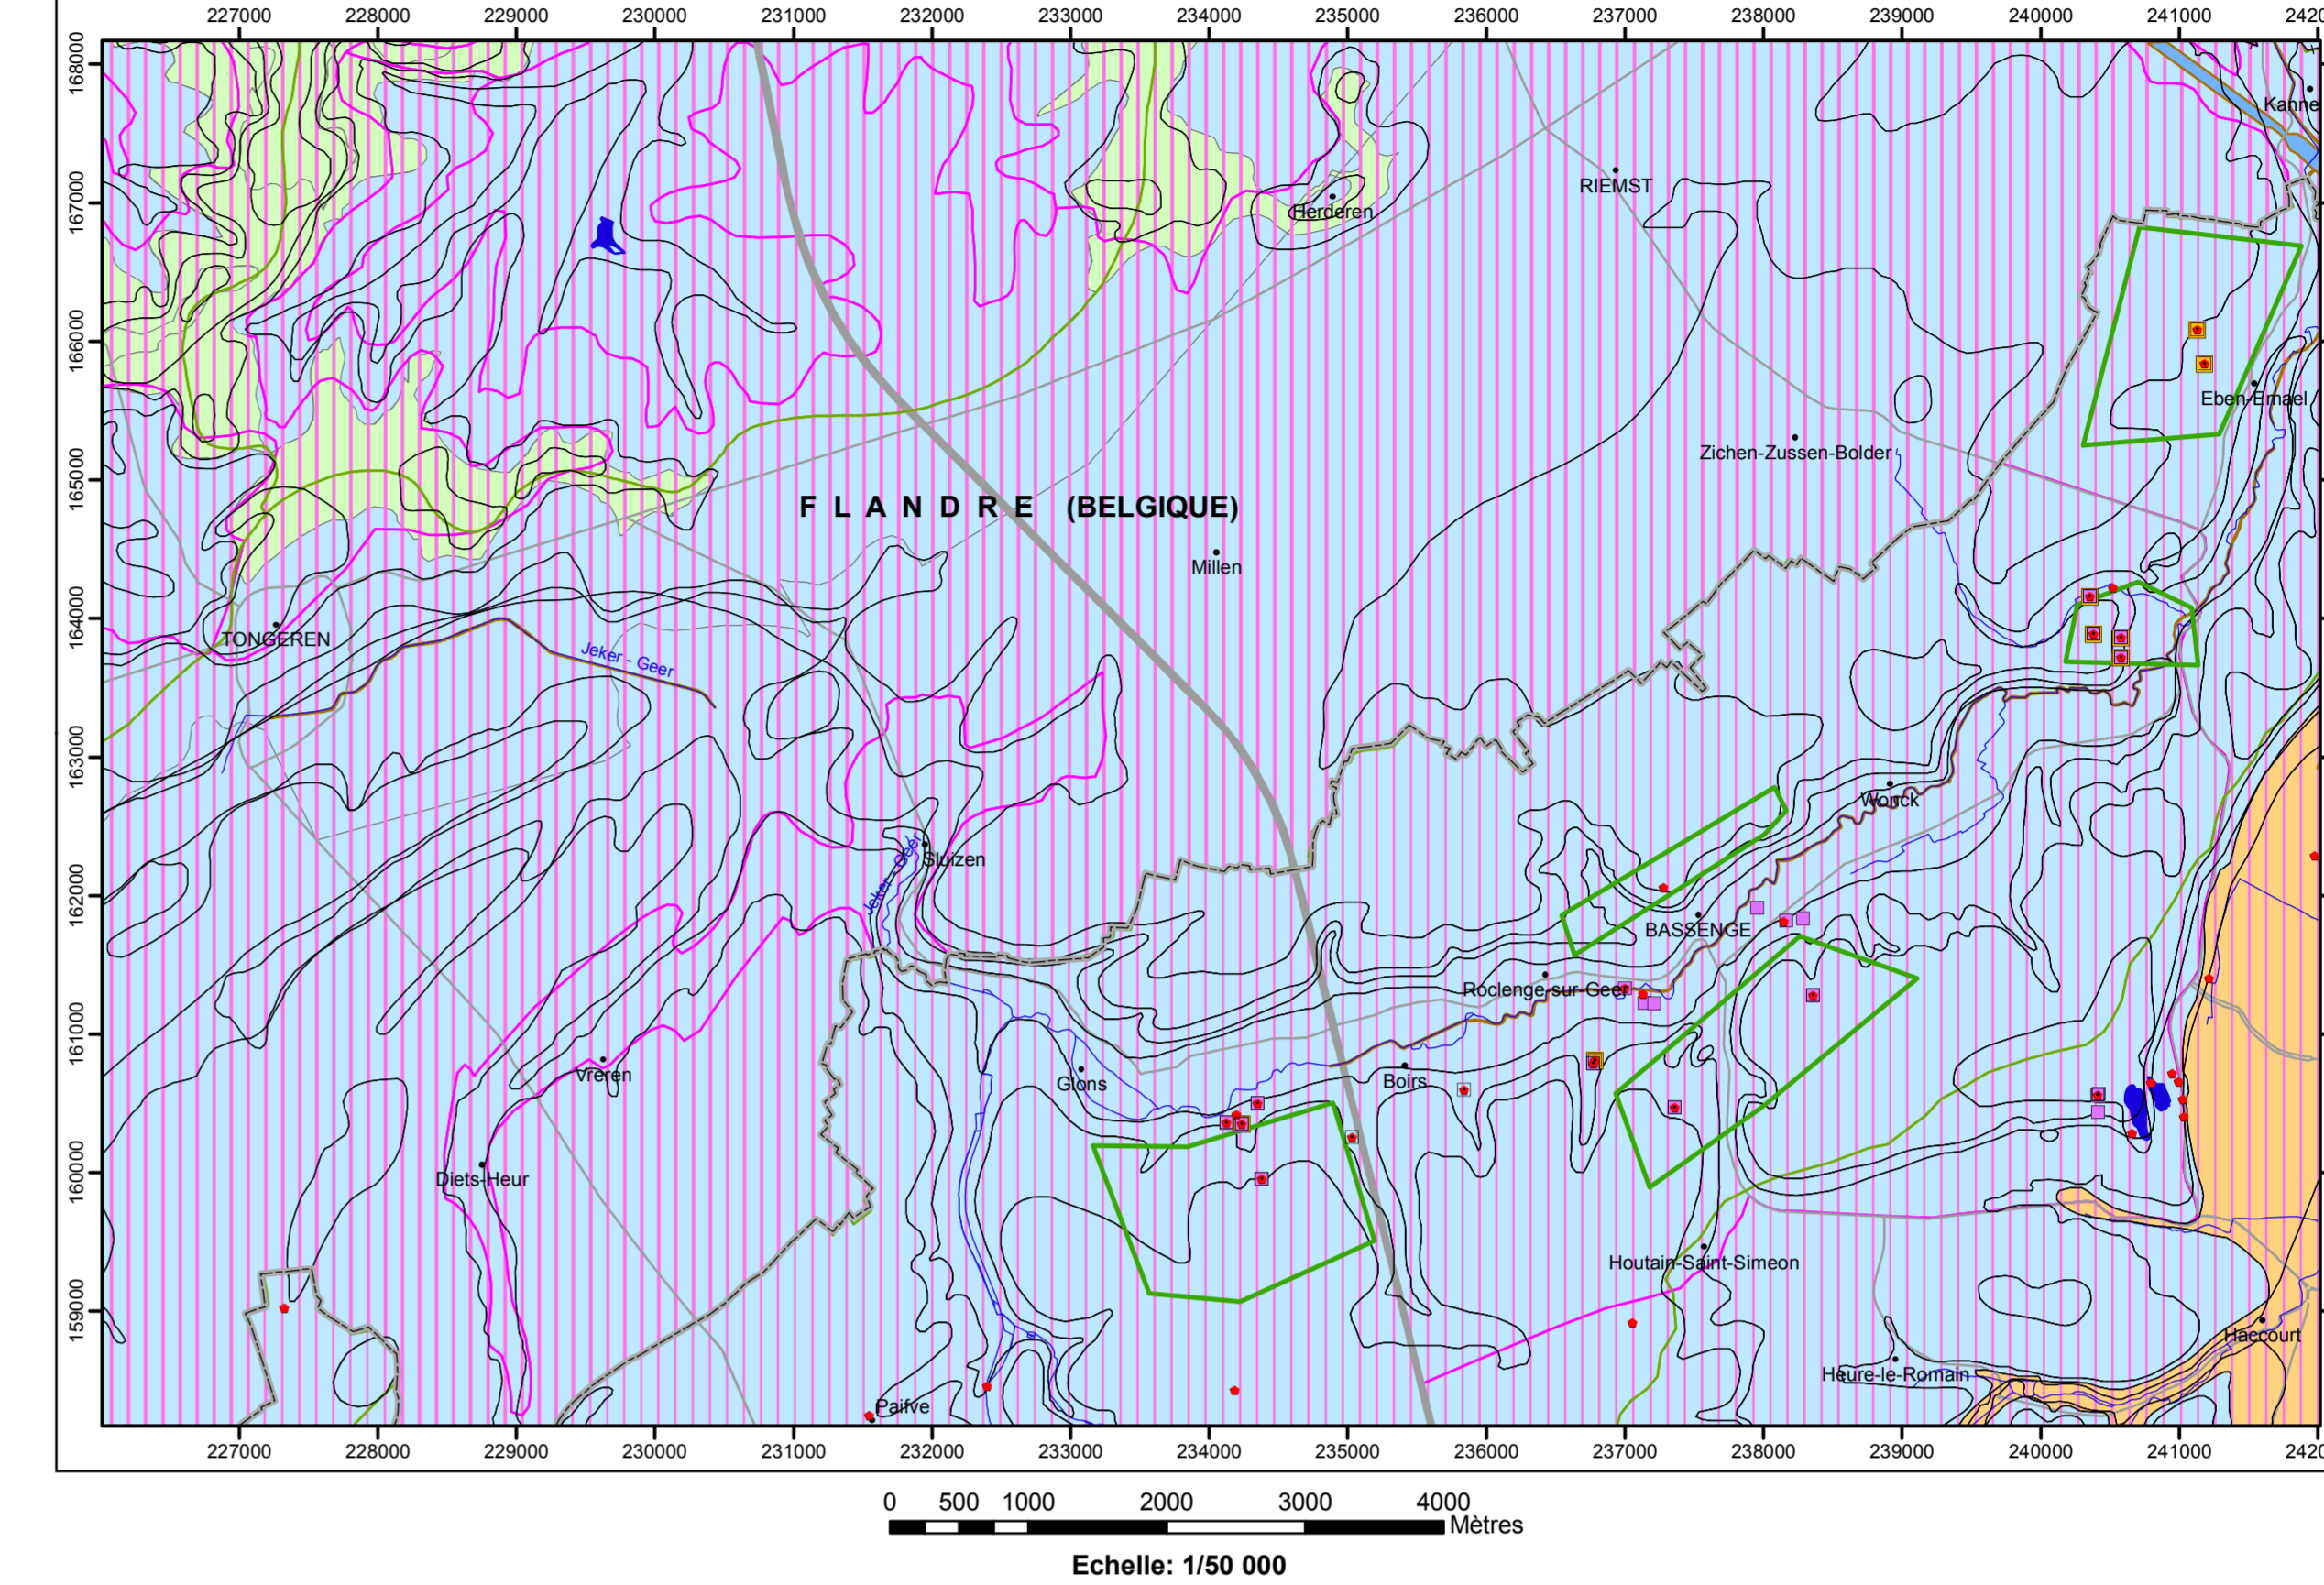 227000 228000 229000 230000 231000 232000 233000 234000 235000 236000 237000 238000 239000 240000 241000 2420
168000
Kanne
RIEMST
167000
Herderen
166000
Eben-Emael
Zichen-Zussen-Bolder
165000
F L A N D R E (BELGIQUE)
Millen
164000
TONGEREN
Jeker - Geer
163000
Wonck
Jeker - Geer
Sluizen
162000
BASSENGE
Roclenge-sur-Geer
161000
Vreren
Glons
Boirs
160000
Diets-Heur
Houtain-Saint-Simeon
159000
Haccourt
Heure-le-Romain
Paifve
227000 228000 229000 230000 231000 232000 233000 234000 235000 236000 237000 238000 239000 240000 241000 2420
0 500 1000 2000 3000 4000
Mètres
Echelle: 1/50 000